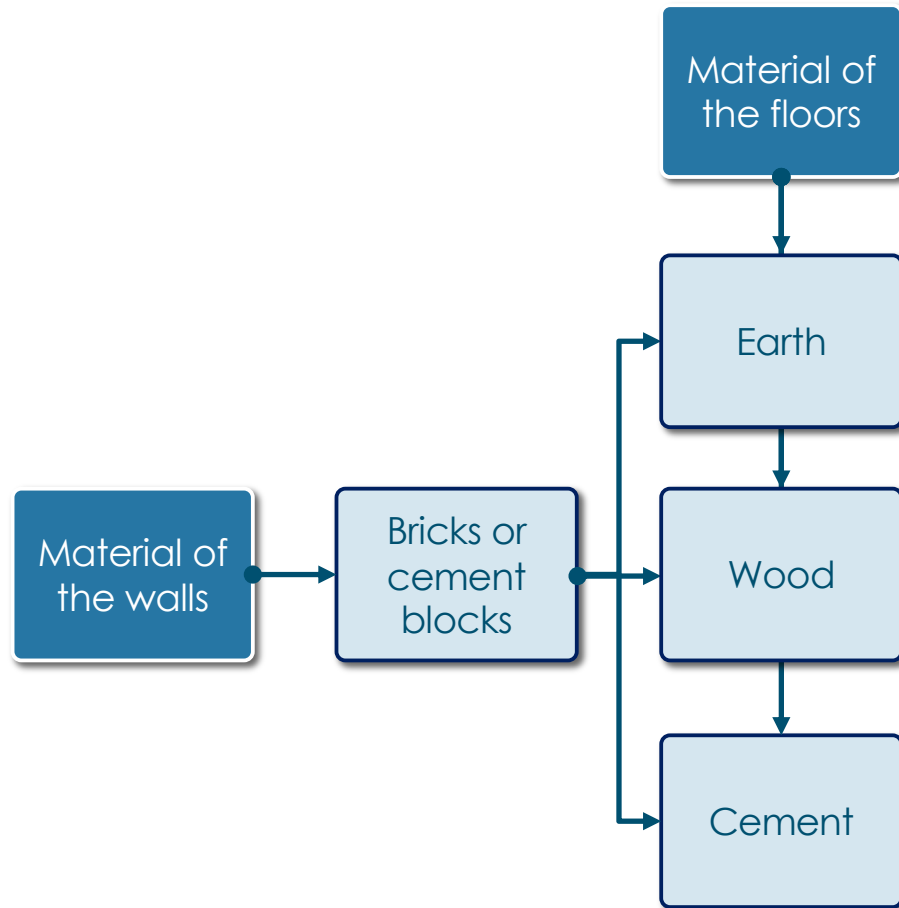 Material of
the floors
Earth
Material of
the walls
Bricks or
cement
blocks
Wood
Cement